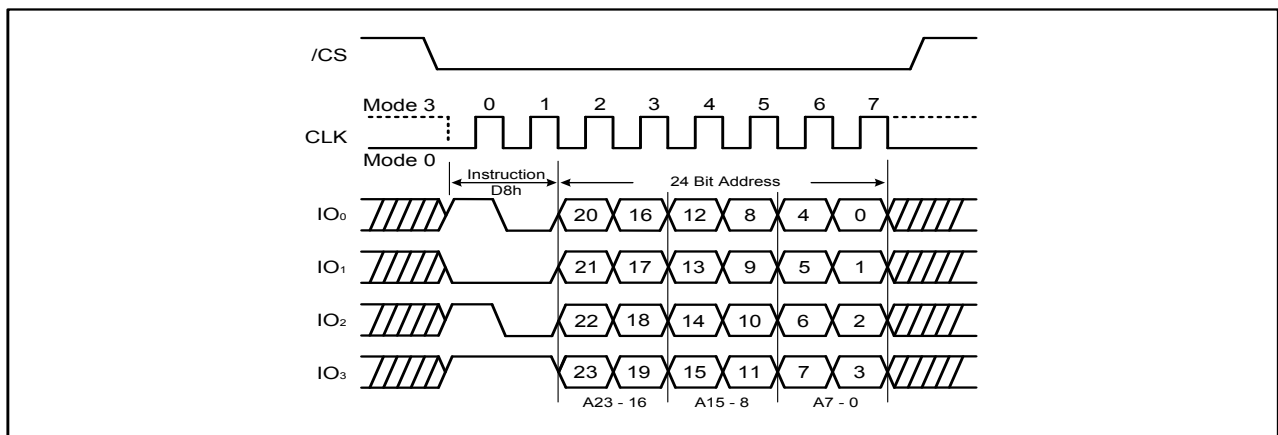 /CS
Mode 3 0 1 2 3 4 5 6 7
CLK
Mode 0
Instruction
D8h
24 Bit Address
IO₀ 20 16 12 8 4 0
IO₁ 21 17 13 9 5 1
IO₂ 22 18 14 10 6 2
IO₃ 23 19 15 11 7 3
A23 - 16 A15 - 8 A7 - 0